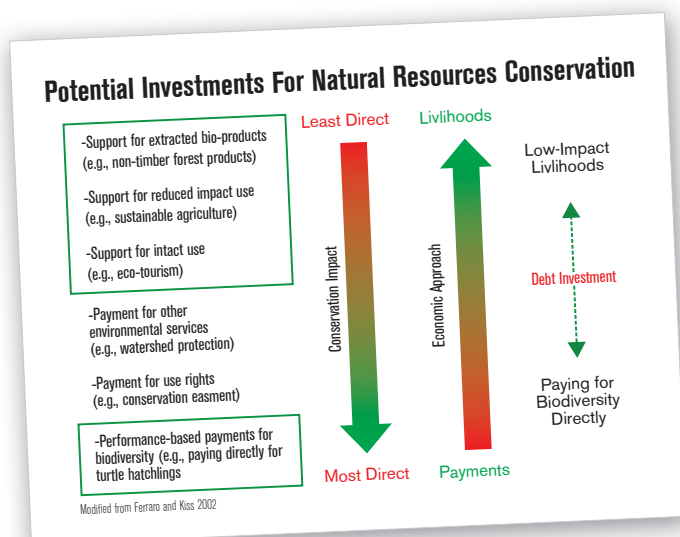 Potential Investments For Natural Resources Conservation
-Support for extracted bio-products
(e.g., non-timber forest products)
-Support for reduced impact use
(e.g., sustainable agriculture)
-Support for intact use
(e.g., eco-tourism)
-Payment for other
environmental services
(e.g., watershed protection)
-Payment for use rights
(e.g., conservation easment)
-Performance-based payments for
biodiversity (e.g., paying directly for
turtle hatchlings
Modified from Ferraro and Kiss 2002
Least Direct
Conservation Impact
Most Direct
Livlihoods
Economic Approach
Payments
Low-Impact
Livlihoods
Debt Investment
Paying for
Biodiversity
Directly